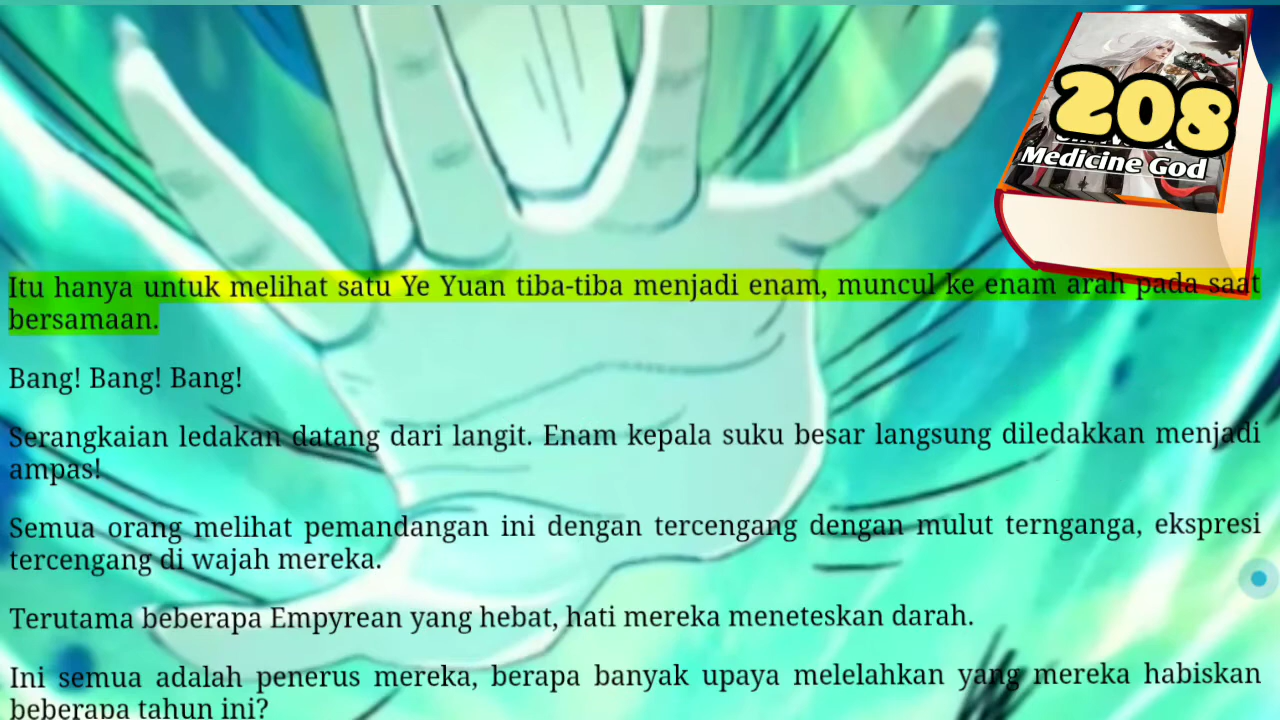 208
Medicine God
Itu hanya untuk melihat satu Ye Yuan tiba-tiba menjadi enam, muncul ke enam arah pada saat
bersamaan.
Bang! Bang! Bang!
Serangkaian ledakan datang dari langit. Enam kepala suku besar langsung diledakkan menjadi
ampas!
Semua orang melihat pemandangan ini dengan tercengang dengan mulut ternganga, ekspresi
tercengang di wajah mereka.
Terutama beberapa Empyrean yang hebat, hati mereka meneteskan darah.
Ini semua adalah penerus mereka, berapa banyak upaya melelahkan yang mereka habiskan
beberapa tahun ini?